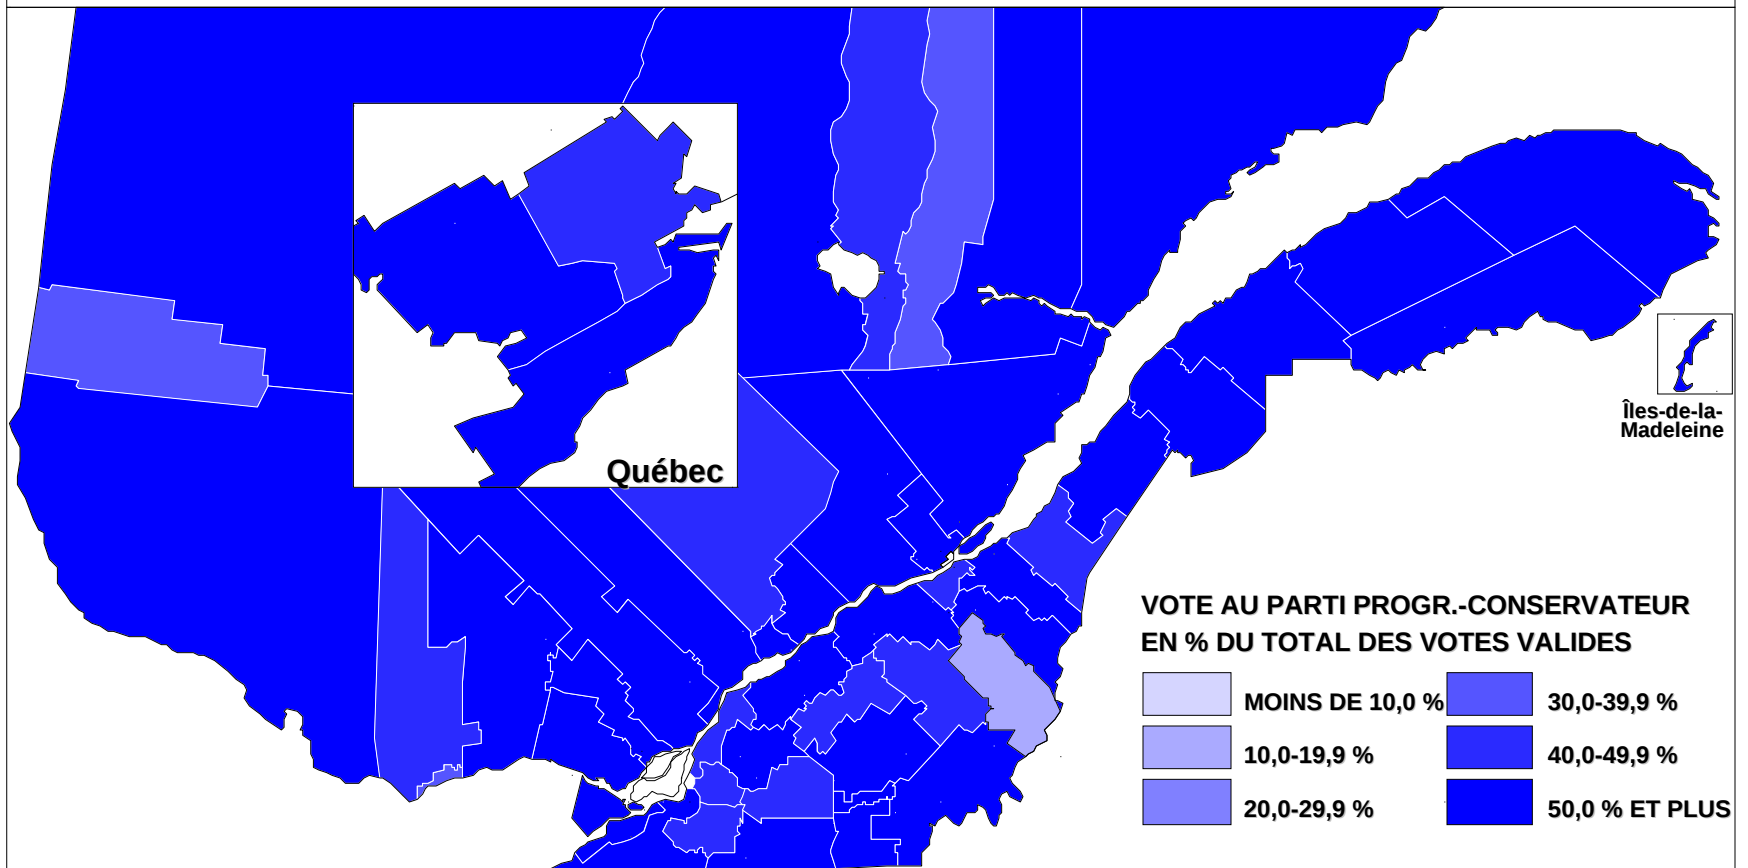 Québec
Îles-de-la-
Madeleine
VOTE AU PARTI PROGR.-CONSERVATEUR
EN % DU TOTAL DES VOTES VALIDES
MOINS DE 10,0 %
30,0-39,9 %
10,0-19,9 %
40,0-49,9 %
20,0-29,9 %
50,0 % ET PLUS